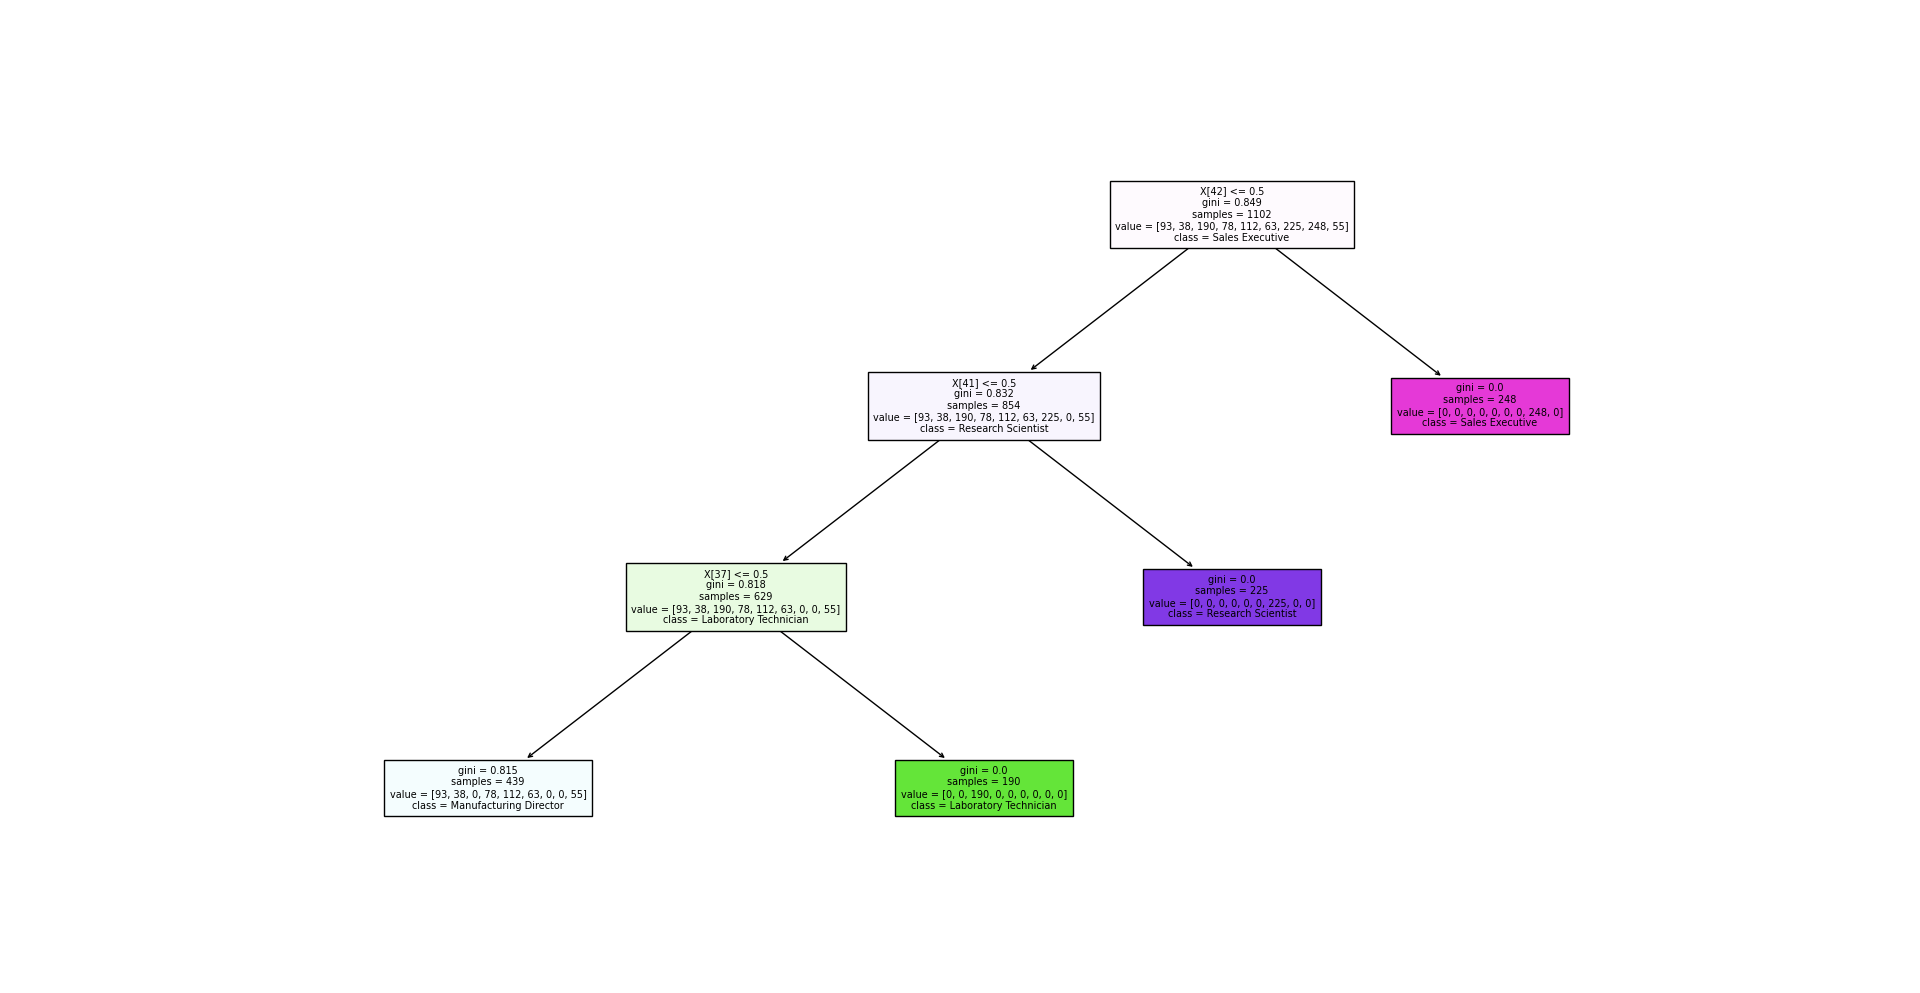 X[42] <= 0.5
gini = 0.849
samples = 1102
value = [93, 38, 190, 78, 112, 63, 225, 248, 55]
class = Sales Executive
X[41] <= 0.5
gini = 0.832
samples = 854
value = [93, 38, 190, 78, 112, 63, 225, 0, 55]
class = Research Scientist
gini = 0.0
samples = 248
value = [0, 0, 0, 0, 0, 0, 0, 248, 0]
class = Sales Executive
X[37] <= 0.5
gini = 0.818
samples = 629
value = [93, 38, 190, 78, 112, 63, 0, 0, 55]
class = Laboratory Technician
gini = 0.0
samples = 225
value = [0, 0, 0, 0, 0, 0, 225, 0, 0]
class = Research Scientist
gini = 0.815
samples = 439
value = [93, 38, 0, 78, 112, 63, 0, 0, 55]
class = Manufacturing Director
gini = 0.0
samples = 190
value = [0, 0, 190, 0, 0, 0, 0, 0, 0]
class = Laboratory Technician